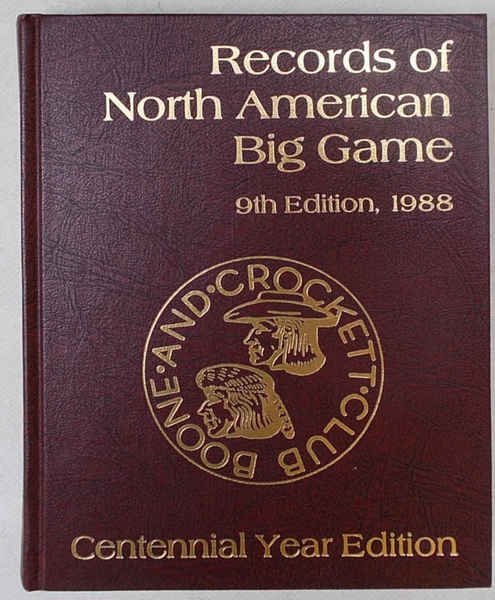 Records of
North American
Big Game
9th Edition, 1988
BOONE·AND·CROCKETT·CLUB
Centennial Year Edition